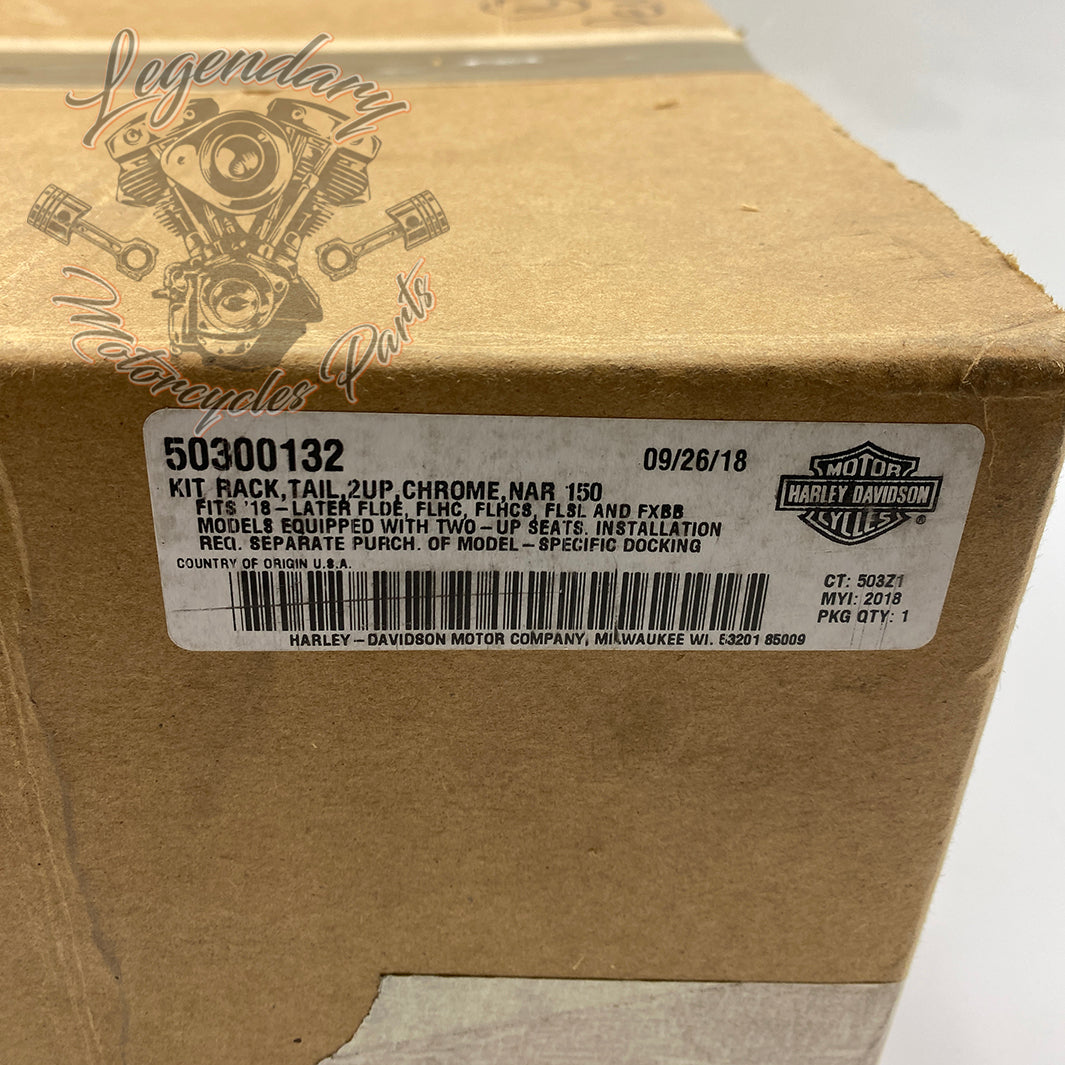 Legendary
Motorcycles Parts
50300132
09/26/18
KIT RACK,TAIL,2UP,CHROME,NAR 150
FITS '18-LATER FLDE, FLHC, FLHCS, FLSL AND FXBB
MODELS EQUIPPED WITH TWO-UP SEATS. INSTALLATION
REQ. SEPARATE PURCH. OF MODEL-SPECIFIC DOCKING
COUNTRY OF ORIGIN U.S.A.
MOTOR
HARLEY DAVIDSON
CYCLES
®
CT: 503Z1
MYI: 2018
PKG QTY: 1
HARLEY-DAVIDSON MOTOR COMPANY, MILWAUKEE WI. 53201 85009